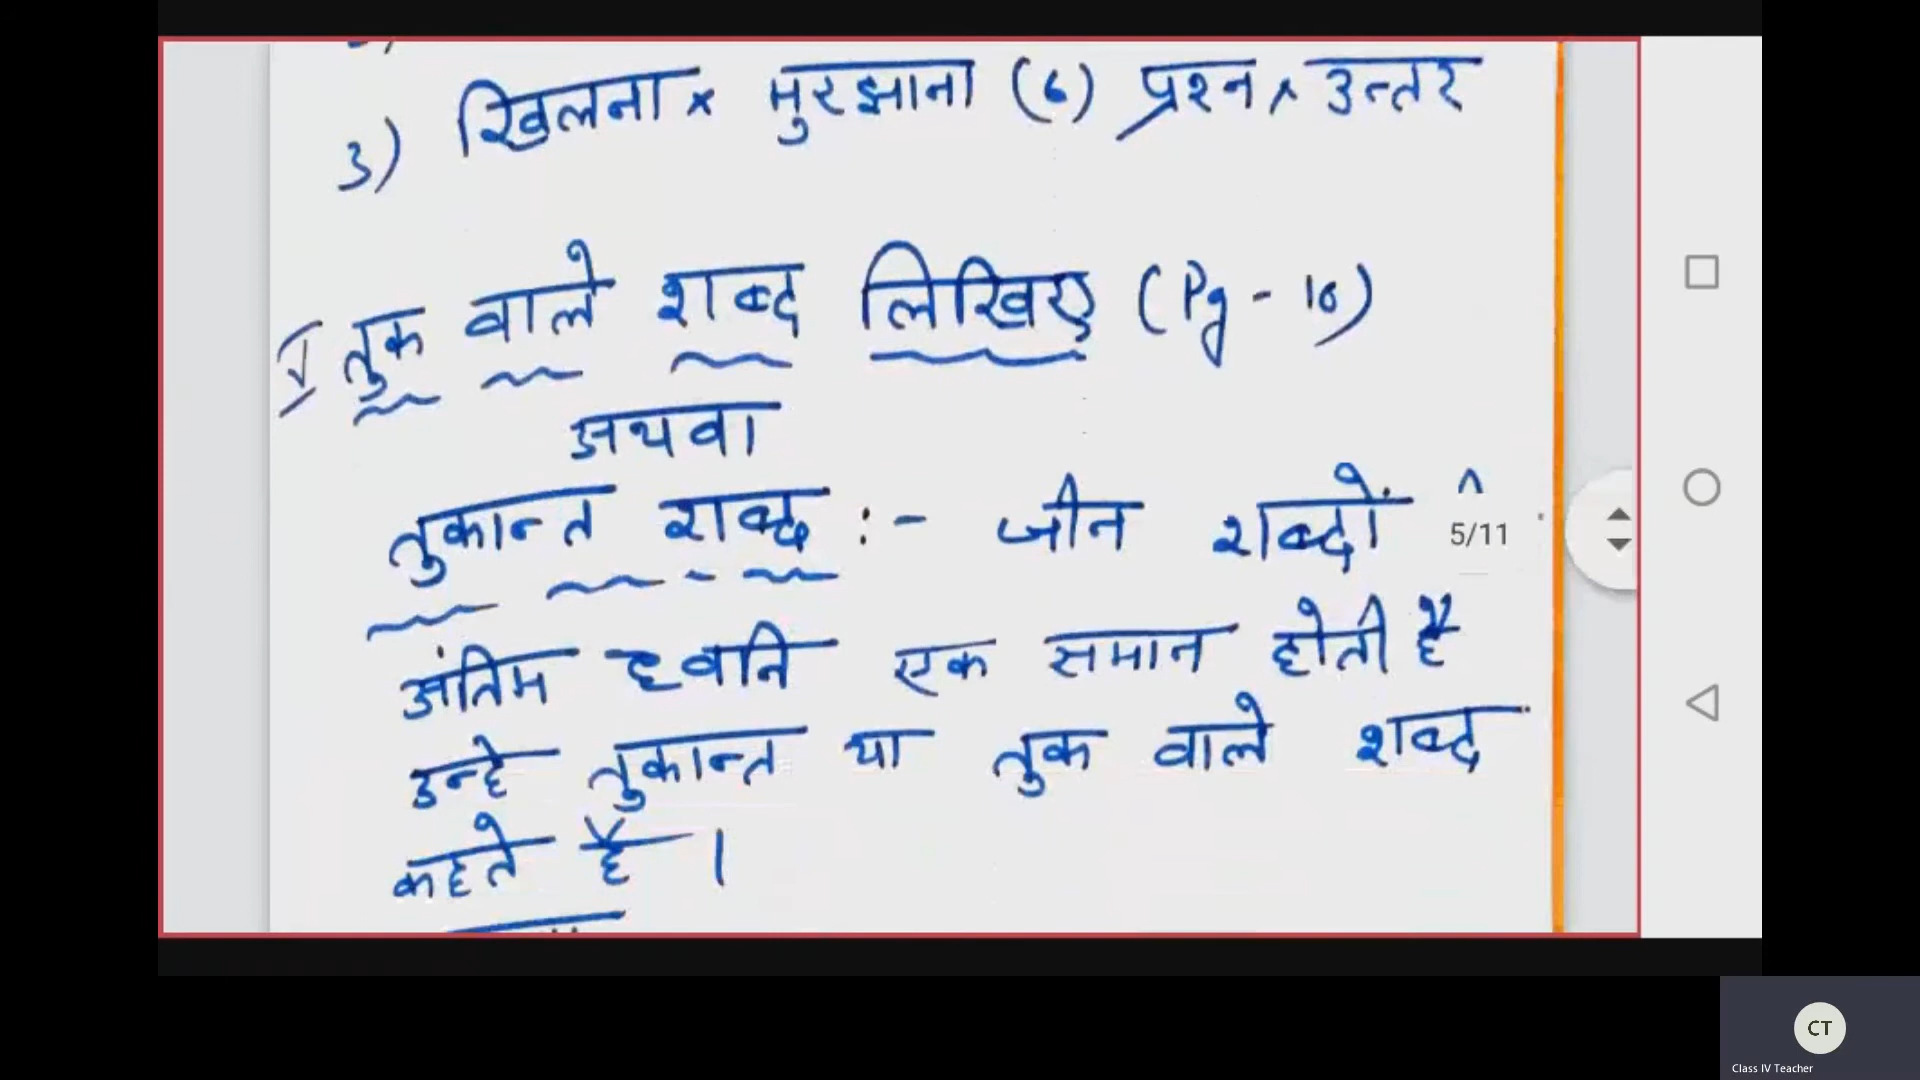 3) खिलना x मुरझाना (6) प्रश्न x उत्तर
I तुक वाले शब्द लिखिए (Pg - 10)
अथवा
तुकान्त शब्द :- जीन शब्दों ^
5/11
अंतिम ध्वनि एक समान होती है
उन्हे तुकान्त या तुक वाले शब्द
कहते है ।
CT
Class IV Teacher